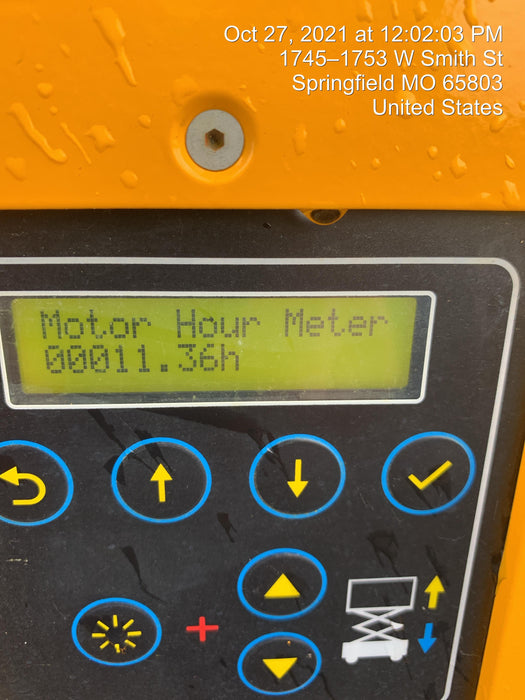 Oct 27, 2021 at 12:02:03 PM
1745–1753 W Smith St
Springfield MO 65803
United States
Motor Hour Meter
00011.36h